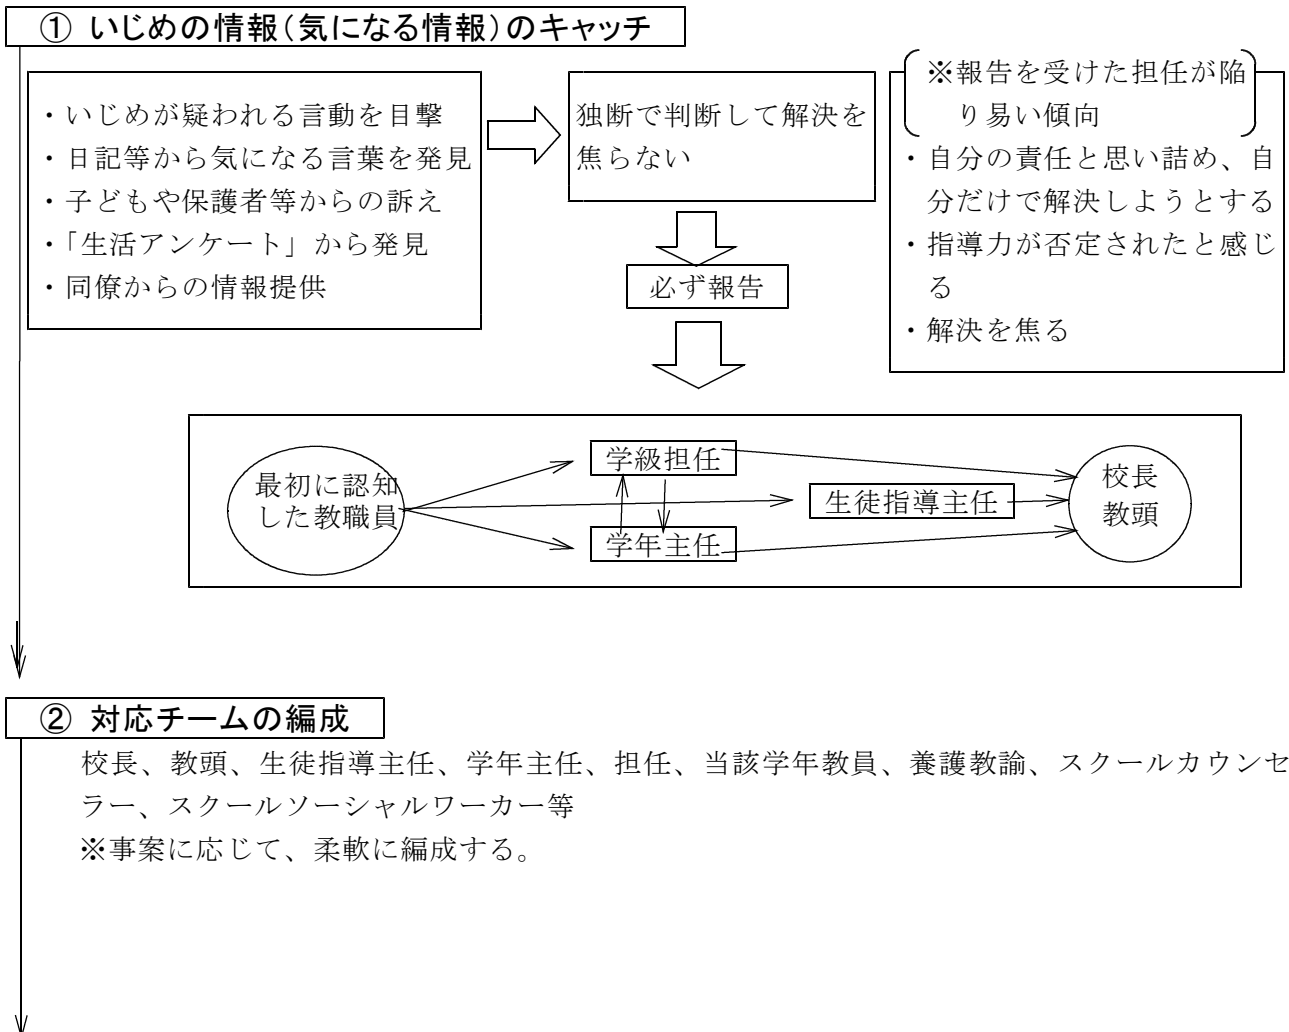 ① いじめの情報（気になる情報）のキャッチ
・いじめが疑われる言動を目撃
・日記等から気になる言葉を発見
・子どもや保護者等からの訴え
・「生活アンケート」から発見
・同僚からの情報提供
独断で判断して解決を
焦らない
必ず報告
※報告を受けた担任が陥
り易い傾向
・自分の責任と思い詰め、自
分だけで解決しようとする
・指導力が否定されたと感じ
る
・解決を焦る
最初に認知
した教職員
学級担任
生徒指導主任
学年主任
校長
教頭
② 対応チームの編成
校長、教頭、生徒指導主任、学年主任、担任、当該学年教員、養護教諭、スクールカウンセ
ラー、スクールソーシャルワーカー等
※事案に応じて、柔軟に編成する。